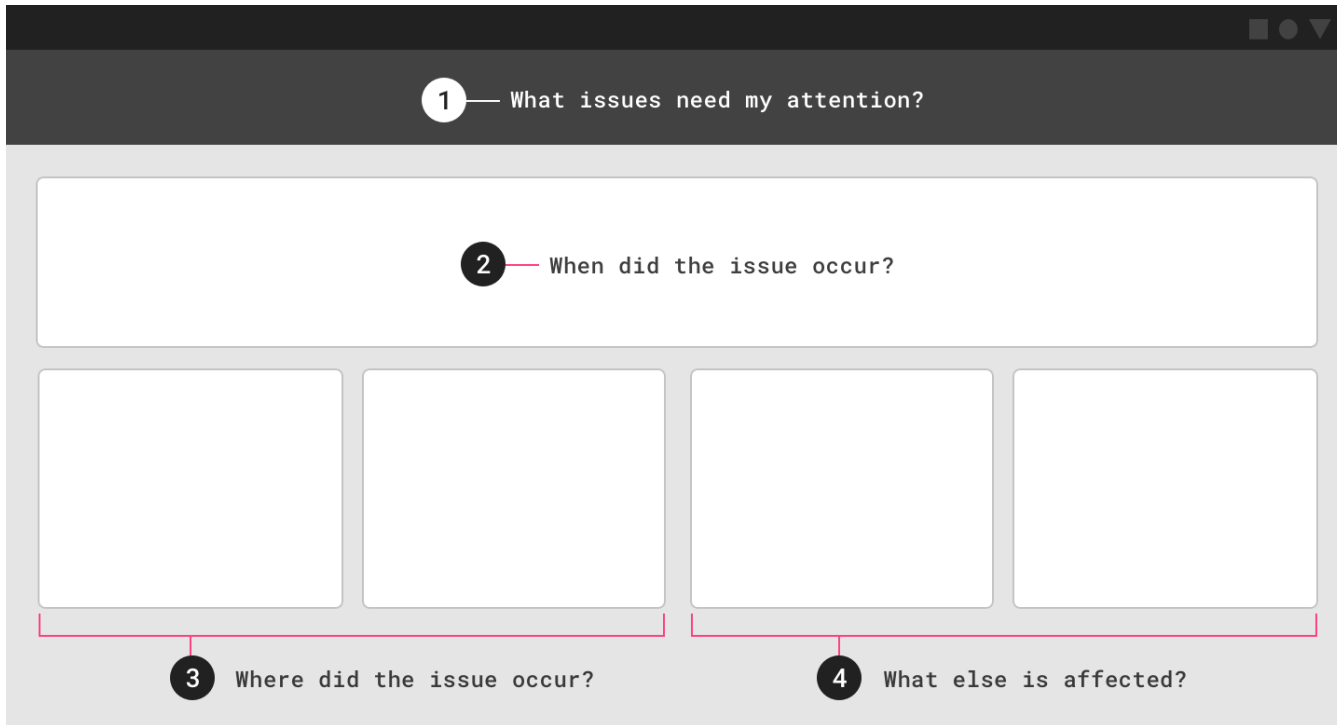 1 What issues need my attention?
2 When did the issue occur?
3 Where did the issue occur?
4 What else is affected?